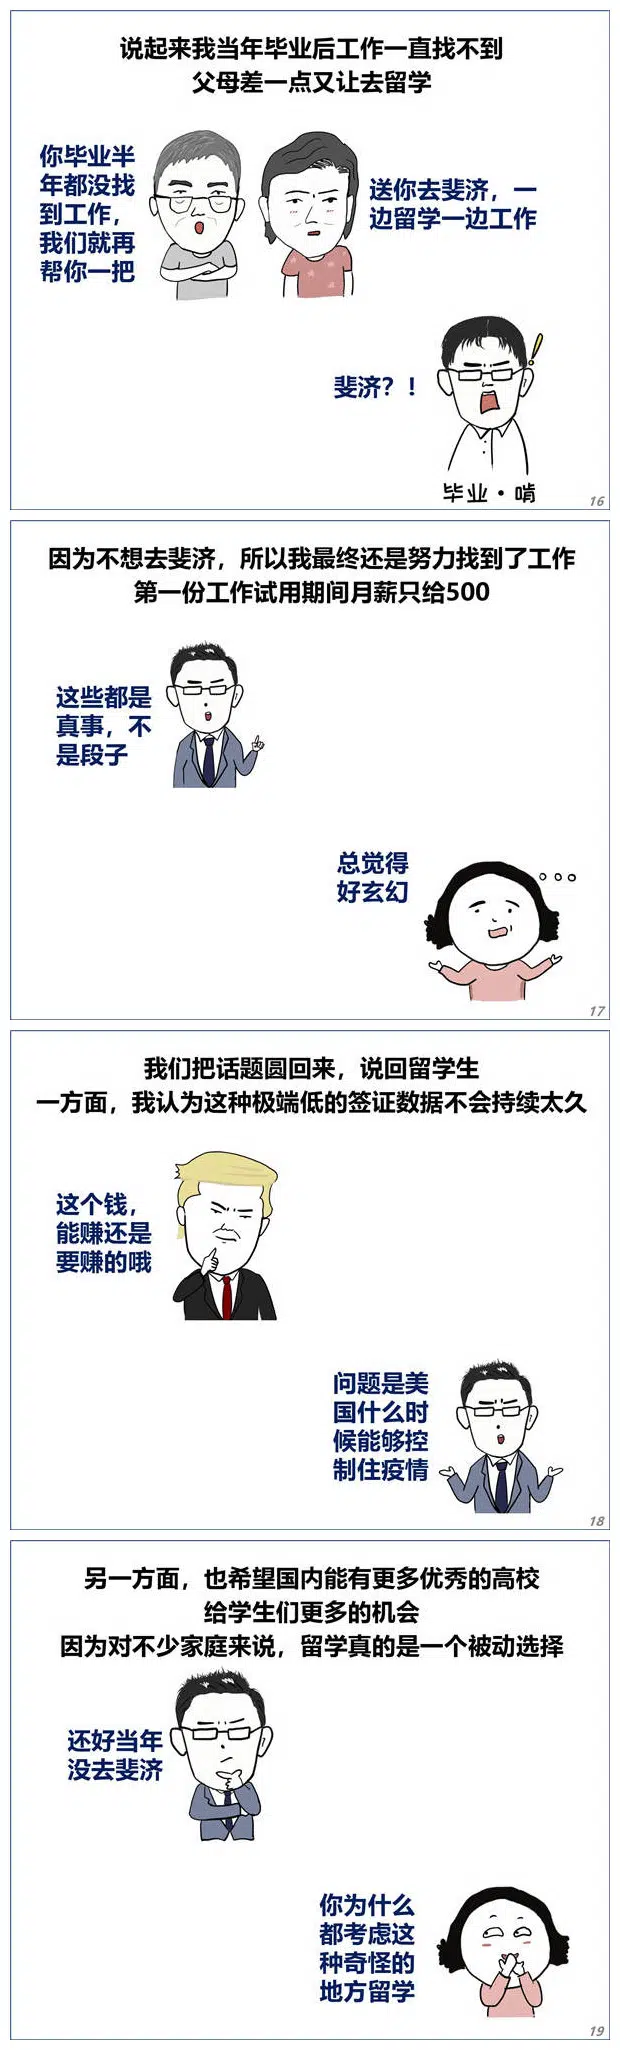 说起来我当年毕业后工作一直找不到
父母差一点又让去留学
你毕业半
年都没找
到工作，
我们就再
帮你一把
送你去斐济，一
边留学一边工作
斐济？！
毕业·啃
16
因为不想去斐济，所以我最终还是努力找到了工作
第一份工作试用期间月薪只给500
这些都是
真事，不
是段子
总觉得
好玄幻
17
我们把话题圆回来，说回留学生
一方面，我认为这种极端低的签证数据不会持续太久
这个钱，
能赚还是
要赚的哦
问题是美
国什么时
候能够控
制住疫情
18
另一方面，也希望国内能有更多优秀的高校
给学生们更多的机会
因为对不少家庭来说，留学真的是一个被动选择
还好当年
没去斐济
你为什么
都考虑这
种奇怪的
地方留学
19